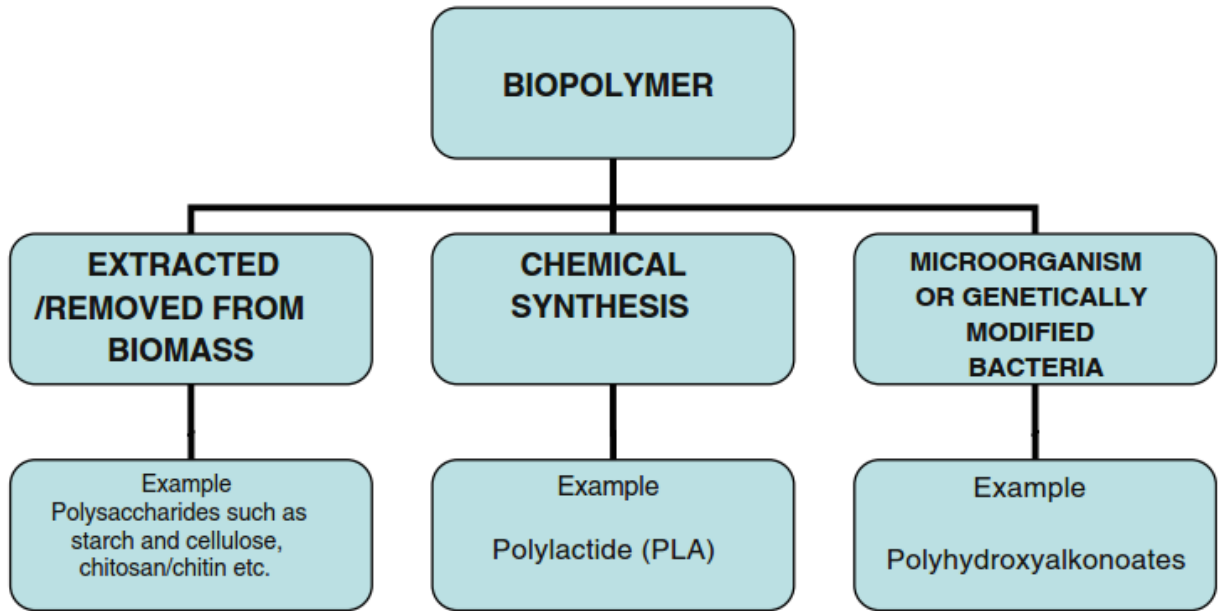 BIOPOLYMER
EXTRACTED
/REMOVED FROM
BIOMASS
CHEMICAL
SYNTHESIS
MICROORGANISM
OR GENETICALLY
MODIFIED
BACTERIA
Example
Polysaccharides such as
starch and cellulose,
chitosan/chitin etc.
Example
Polylactide (PLA)
Example
Polyhydroxyalkonoates